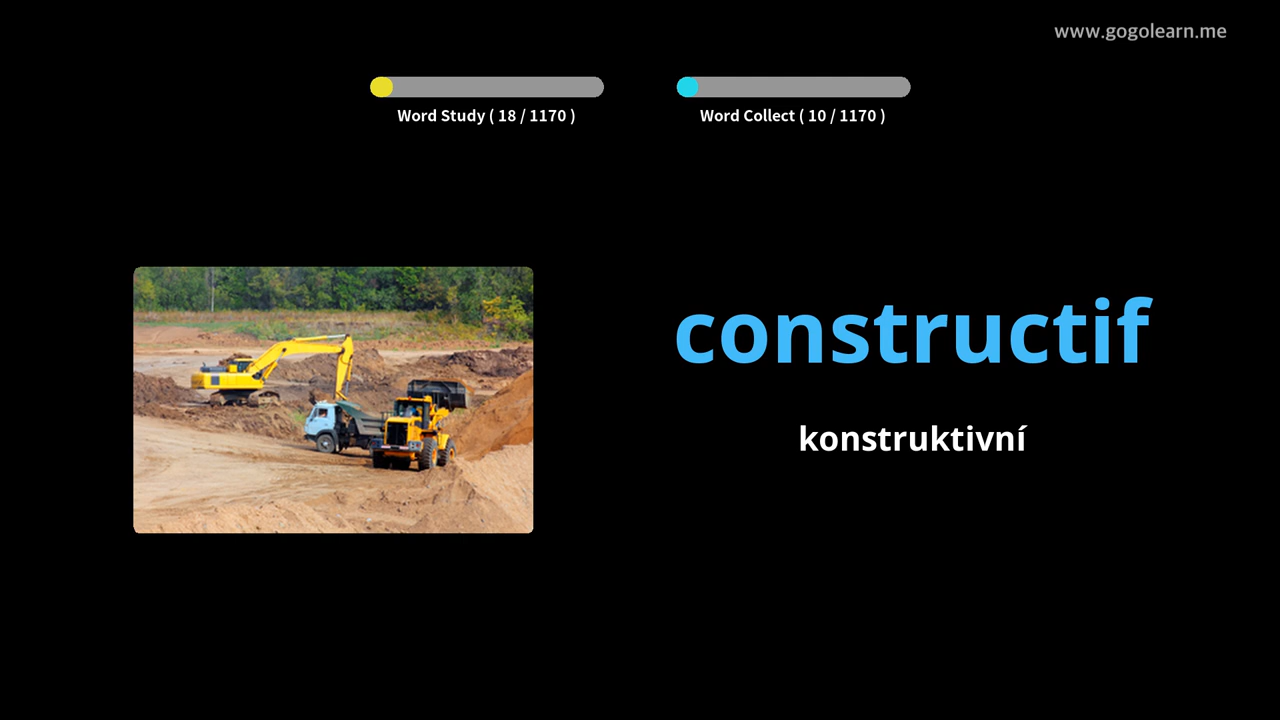 www.gogolearn.me
Word Study ( 18 / 1170 )
Word Collect ( 10 / 1170 )
constructif
konstruktivní